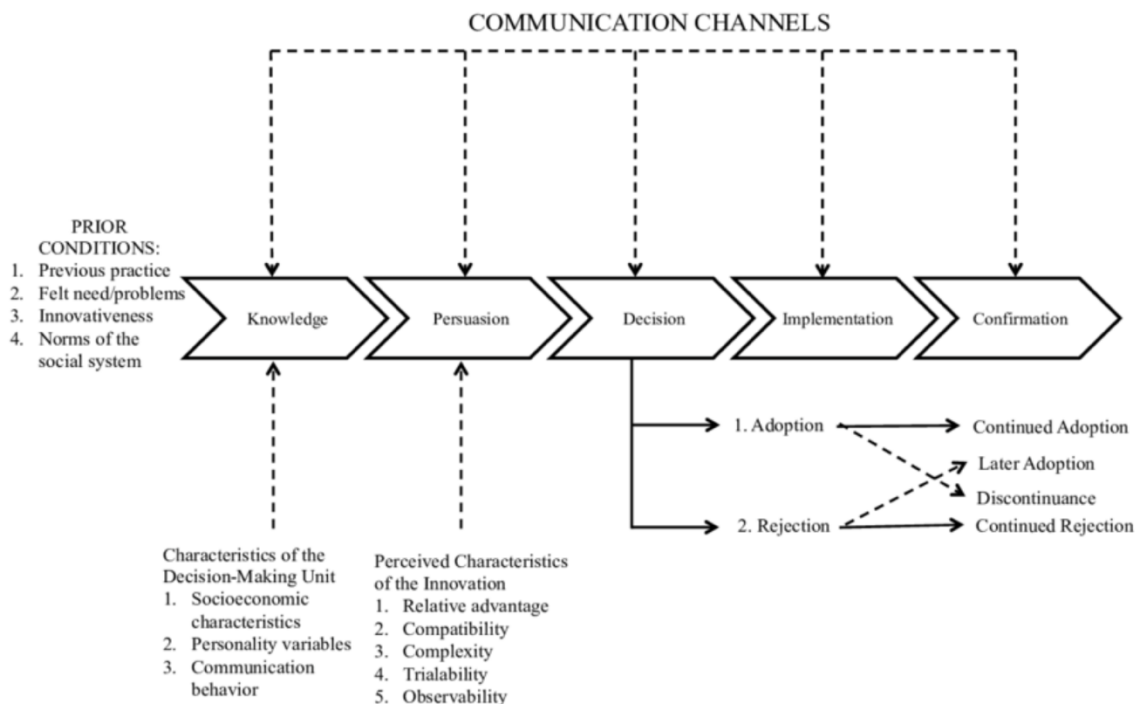 COMMUNICATION CHANNELS
PRIOR
CONDITIONS:
1. Previous practice
2. Felt need/problems
3. Innovativeness
4. Norms of the
social system
Knowledge
Persuasion
Decision
Implementation
Confirmation
1. Adoption
Continued Adoption
Later Adoption
Discontinuance
2. Rejection
Continued Rejection
Characteristics of the
Decision-Making Unit
1. Socioeconomic
characteristics
2. Personality variables
3. Communication
behavior
Perceived Characteristics
of the Innovation
1. Relative advantage
2. Compatibility
3. Complexity
4. Trialability
5. Observability